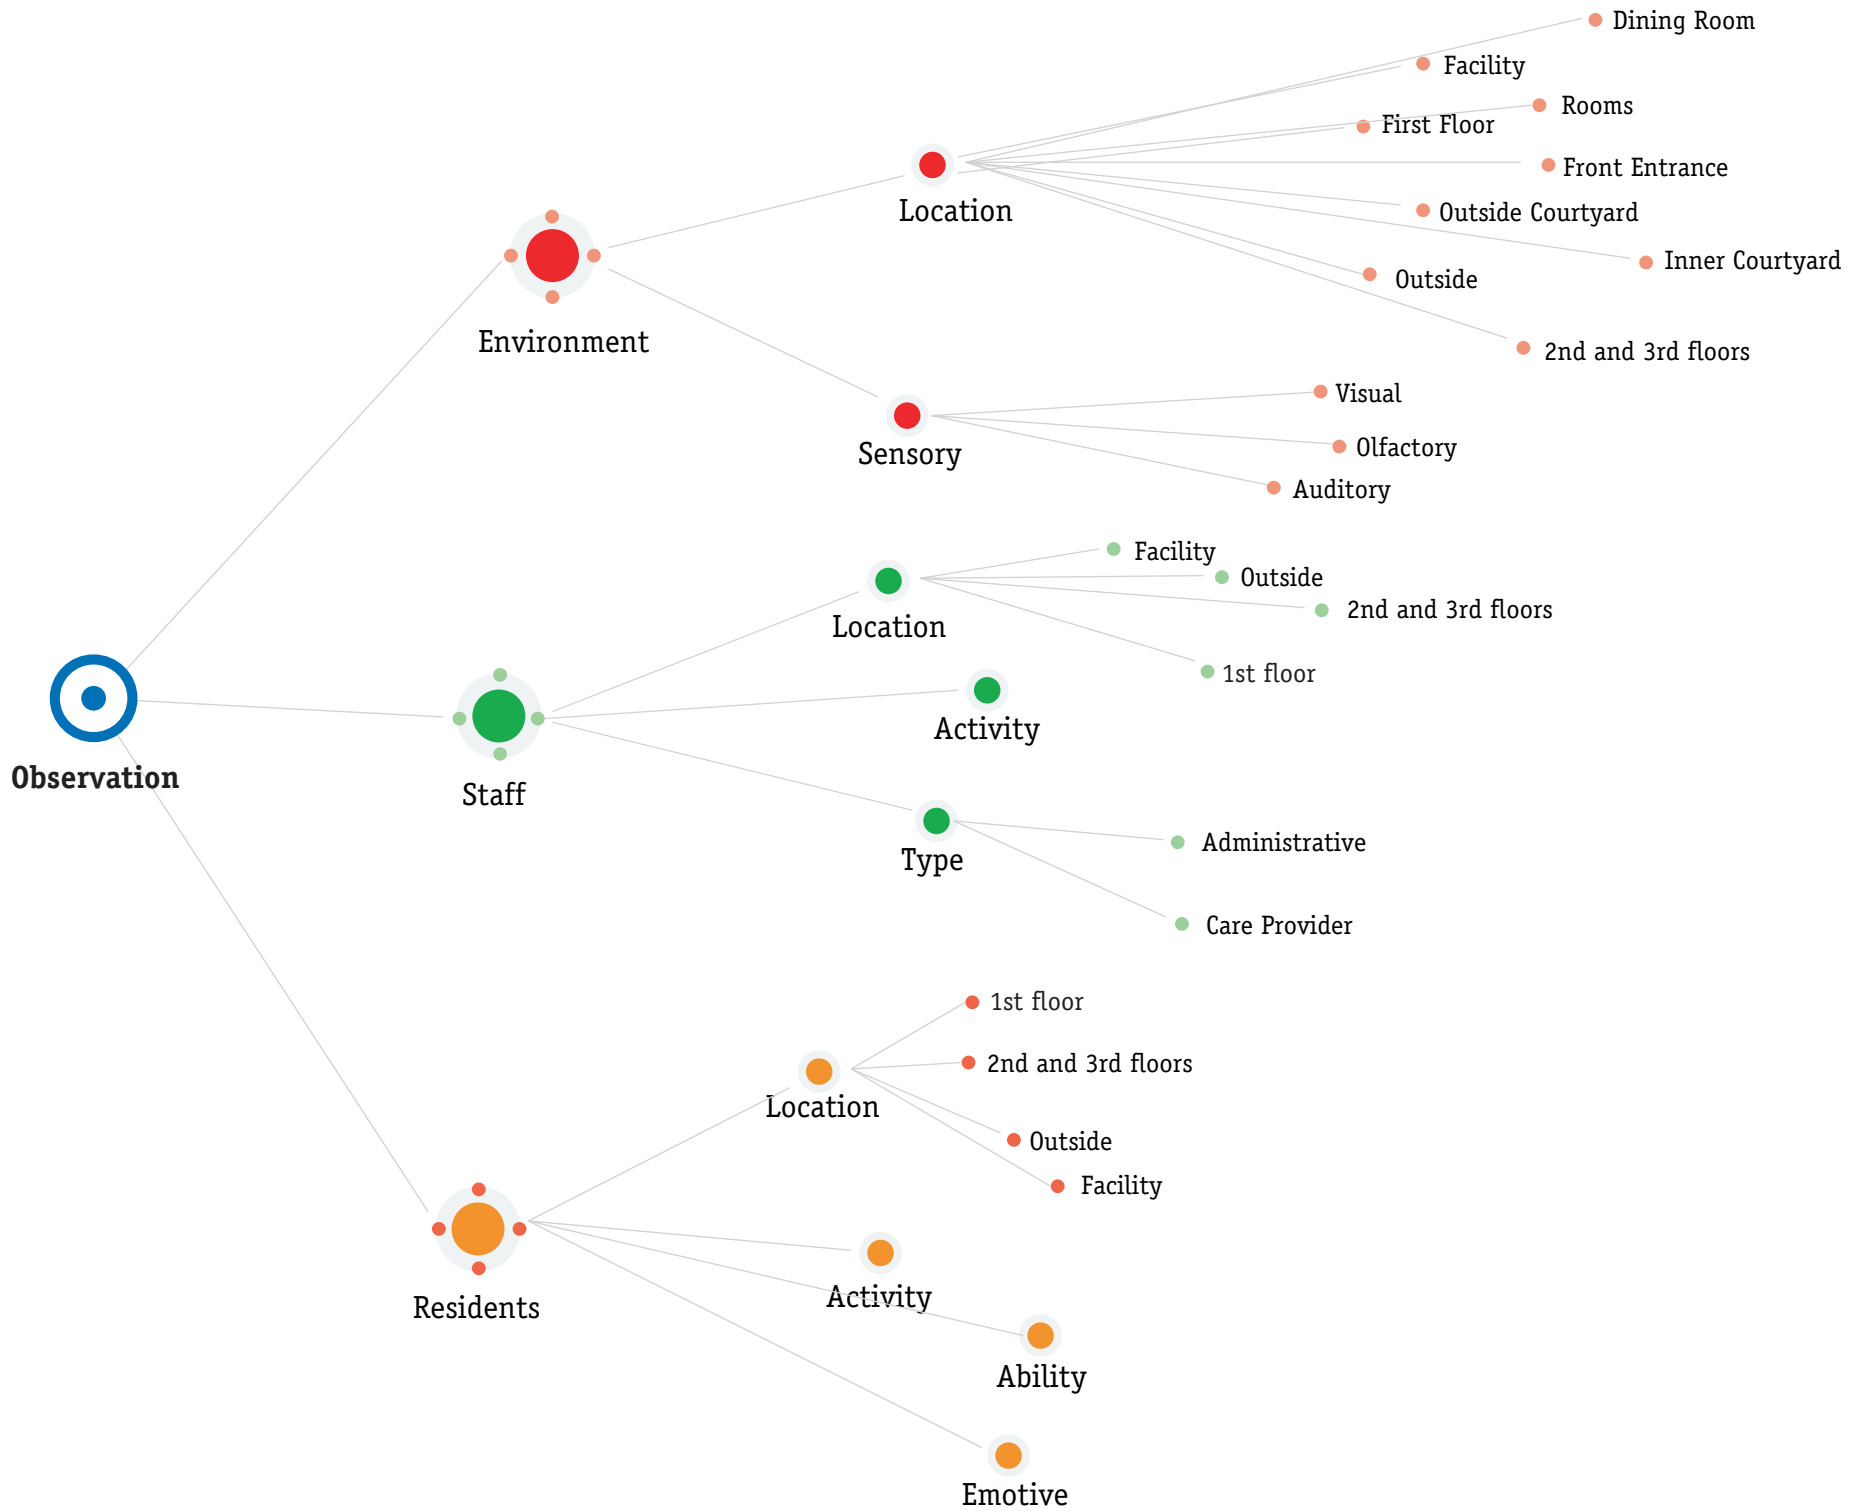 Dining Room
Facility
Rooms
First Floor
Front Entrance
Location
Outside Courtyard
Inner Courtyard
Outside
Environment
2nd and 3rd floors
Visual
Olfactory
Sensory
Auditory
Facility
Outside
2nd and 3rd floors
Location
1st floor
Activity
Observation
Staff
Administrative
Type
Care Provider
1st floor
2nd and 3rd floors
Location
Outside
Facility
Activity
Residents
Ability
Emotive